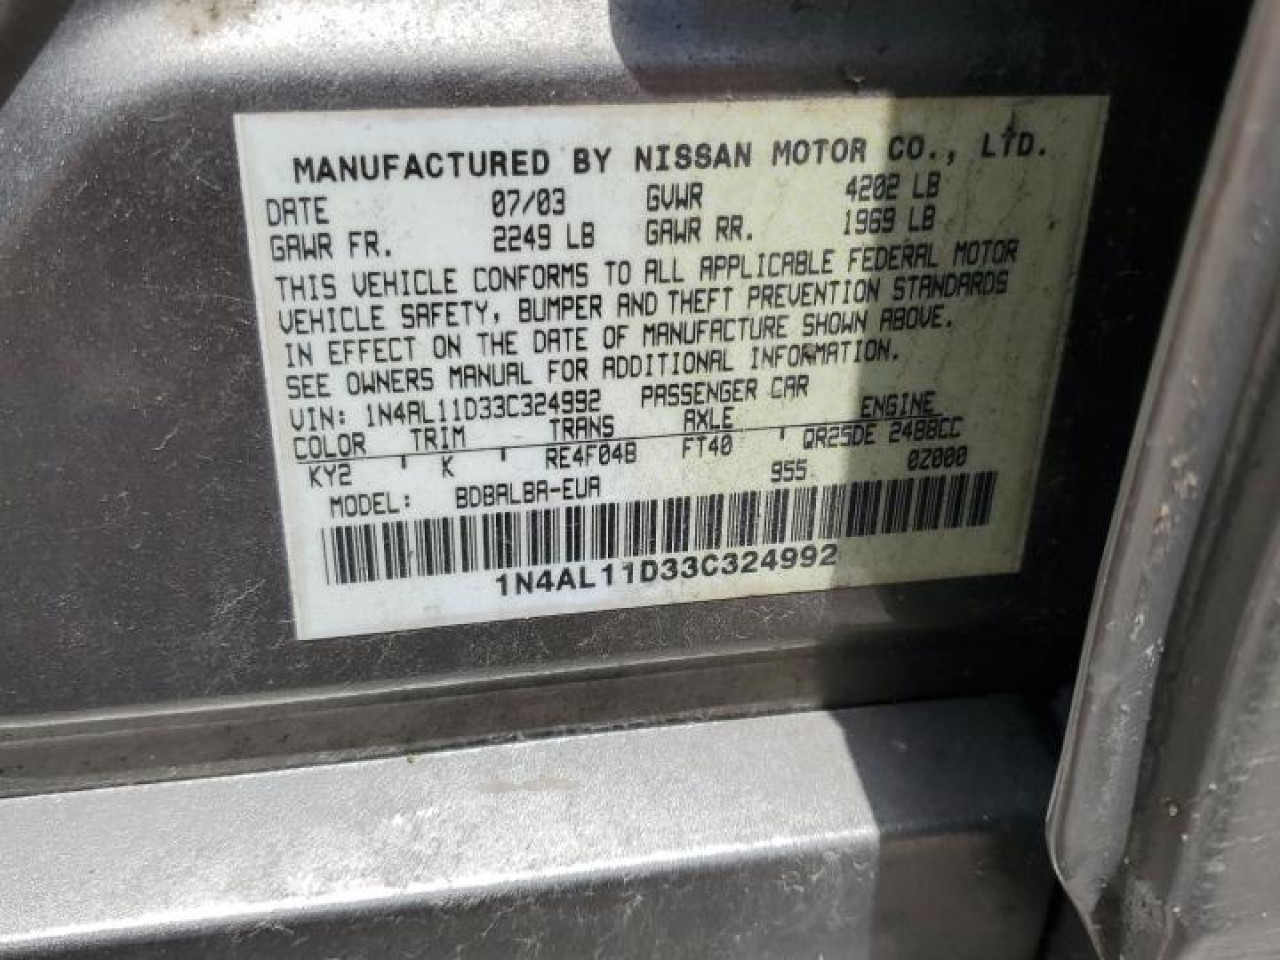 MANUFACTURED BY NISSAN MOTOR CO., LTD.
DATE 07/03 GVWR 4202 LB
GAWR FR. 2249 LB GAWR RR. 1969 LB
THIS VEHICLE CONFORMS TO ALL APPLICABLE FEDERAL MOTOR
VEHICLE SAFETY, BUMPER AND THEFT PREVENTION STANDARDS
IN EFFECT ON THE DATE OF MANUFACTURE SHOWN ABOVE.
SEE OWNERS MANUAL FOR ADDITIONAL INFORMATION.
VIN: 1N4AL11D33C324992 PASSENGER CAR
COLOR TRIM TRANS AXLE ENGINE
KY2 K RE4F04B FT40 QR25DE 2488CC
MODEL: BDBALBA-EUA 955 0Z000
1N4AL11D33C324992